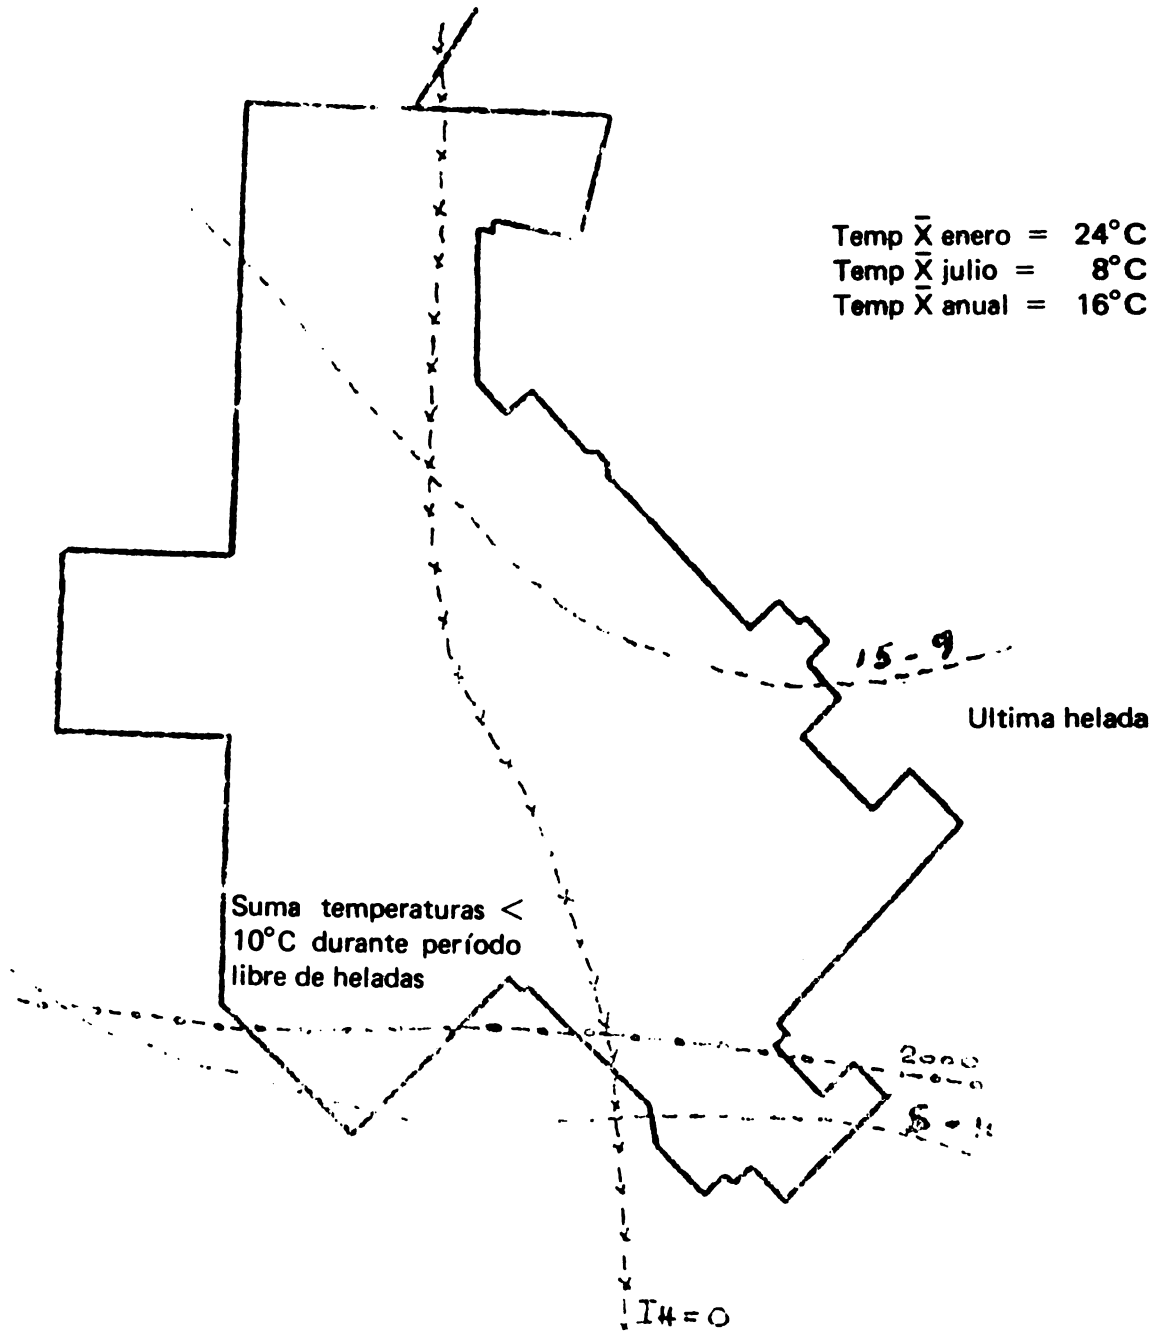 Temp X̄ enero = 24°C
Temp X̄ julio = 8°C
Temp X̄ anual = 16°C
15-9
Ultima helada
Suma temperaturas <
10°C durante período
libre de heladas
2000
IH=0